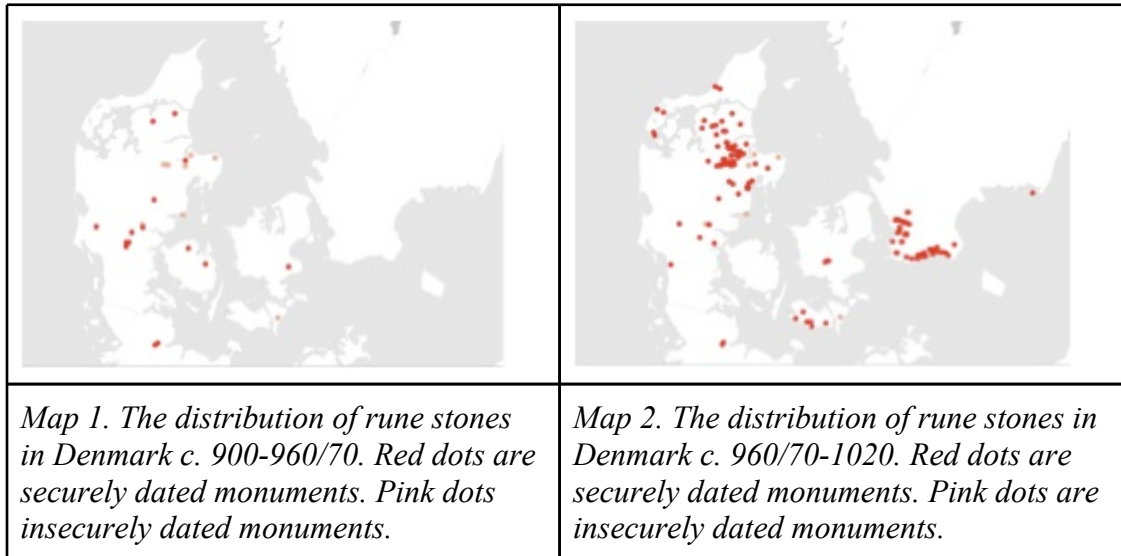 Map 1. The distribution of rune stones
in Denmark c. 900-960/70. Red dots are
securely dated monuments. Pink dots
insecurely dated monuments.
Map 2. The distribution of rune stones in
Denmark c. 960/70-1020. Red dots are
securely dated monuments. Pink dots are
insecurely dated monuments.